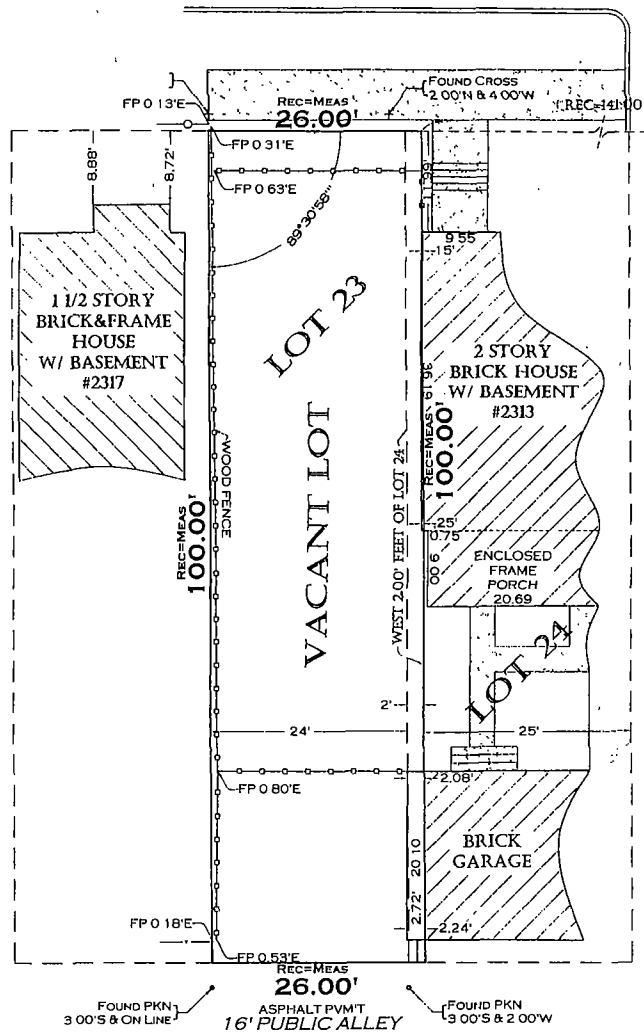 FOUND CROSS
2 00'N & 4 00'W
FP 0 13'E
REC=MEAS
26.00'
REC=141.00
FP 0 31'E
8.88'
8.72'
FP 0 63'E
89°30'58"
9 55
15'
LOT 23
1 1/2 STORY
BRICK&FRAME
HOUSE
W/ BASEMENT
#2317
2 STORY
BRICK HOUSE
W/ BASEMENT
#2313
36 19
WOOD FENCE
VACANT LOT
REC=MEAS
100.00'
REC=MEAS
100.00'
WEST 2.00' FEET OF LOT 24
25'
0.75
9 00
ENCLOSED
FRAME
PORCH
20.69
LOT 24
2'
24'
25'
FP 0 80'E
2.08'
BRICK
GARAGE
20 10
2.72'
2.24'
FP 0 18'E
FP 0.53'E
REC=MEAS
26.00'
FOUND PKN
3 00'S & ON LINE
ASPHALT PVM'T
16' PUBLIC ALLEY
FOUND PKN
3 00'S & 2 00'W